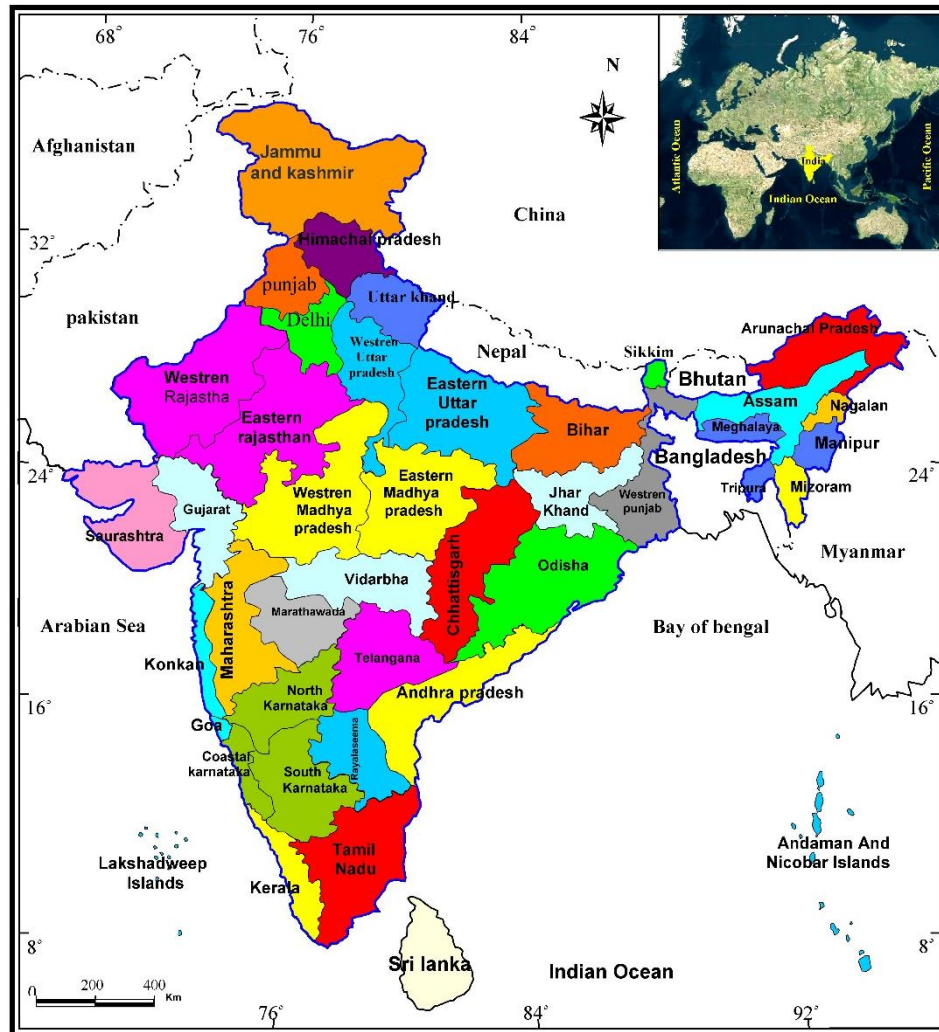 68
76
84
N
Afghanistan
Jammu
and kashmir
Atlantic Ocean
India
Indian Ocean
Pacific Ocean
China
32
Himachal pradesh
punjab
Uttar khand
pakistan
Delhi
Westren
Uttar
pradesh
Nepal
Sikkim
Bhutan
Arunachal Pradesh
Westren
Rajastha
Eastern
rajasthan
Eastern
Uttar
pradesh
Bihar
Assam
Nagalan
Meghalaya
Manipur
Bangladesh
24
24
Gujarat
Westren
Madhya
pradesh
Eastern
Madhya
pradesh
Jhar
Khand
Westren
punjab
Tripura
Mizoram
Saurashtra
Myanmar
Vidarbha
Chhattisgarh
Odisha
Arabian Sea
Maharashtra
Marathawada
Bay of bengal
Konkan
Telangana
North
Karnataka
Andhra pradesh
16
16
Goa
Rayalaseema
Coastal
karnataka
South
Karnataka
Tamil
Nadu
Lakshadweep
Islands
Andaman And
Nicobar Islands
Kerala
8
8
Sri lanka
Indian Ocean
0
200
400
Km
76
84
92